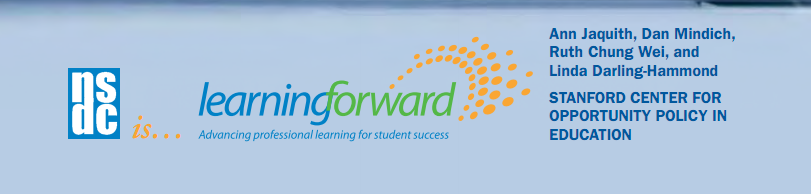 nsdc
is...
learningforward
Advancing professional learning for student success
Ann Jaquith, Dan Mindich,
Ruth Chung Wei, and
Linda Darling-Hammond
STANFORD CENTER FOR
OPPORTUNITY POLICY IN
EDUCATION